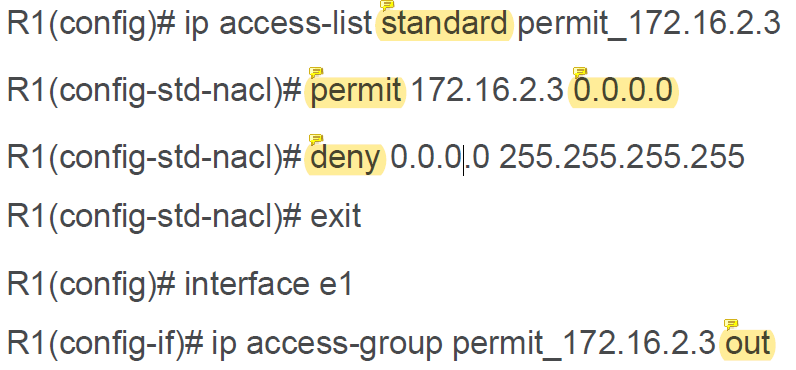 R1(config)# ip access-list standard permit_172.16.2.3
R1(config-std-nacl)# permit 172.16.2.3 0.0.0.0
R1(config-std-nacl)# deny 0.0.0.0 255.255.255.255
R1(config-std-nacl)# exit
R1(config)# interface e1
R1(config-if)# ip access-group permit_172.16.2.3 out